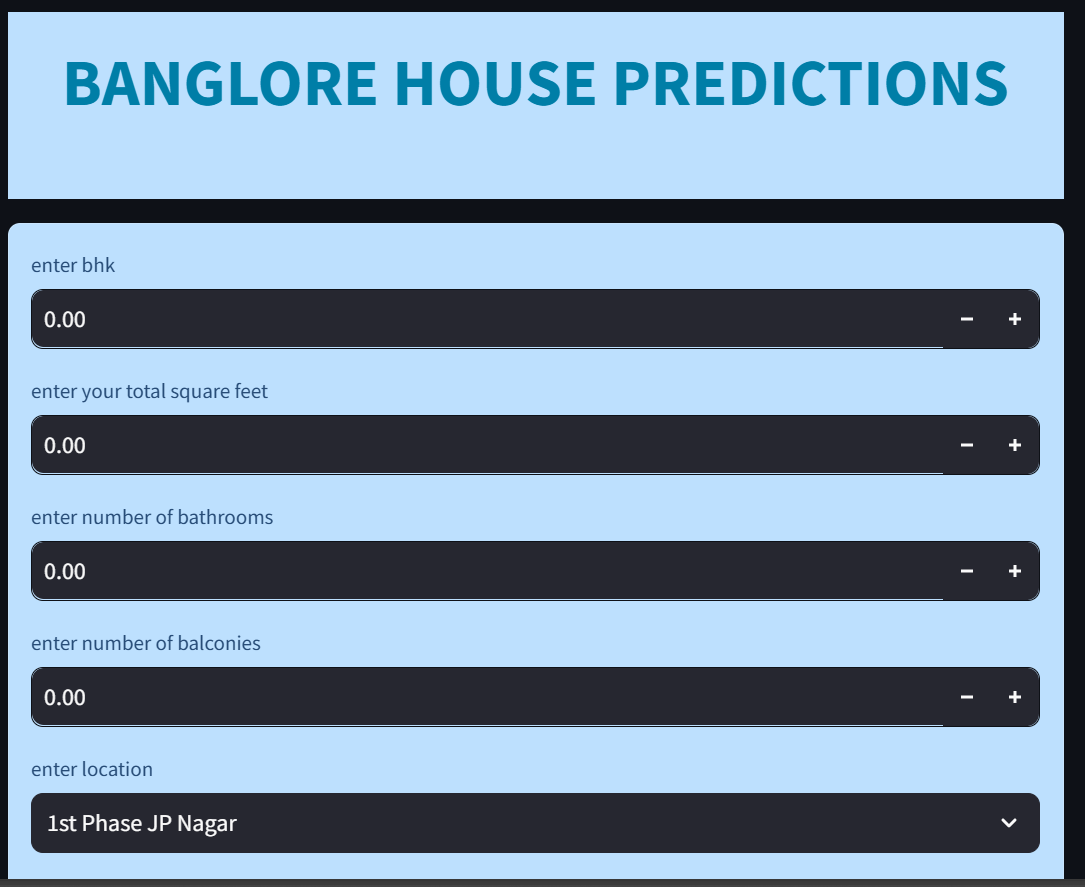 BANGLORE HOUSE PREDICTIONS
enter bhk
0.00
enter your total square feet
0.00
enter number of bathrooms
0.00
enter number of balconies
0.00
enter location
1st Phase JP Nagar